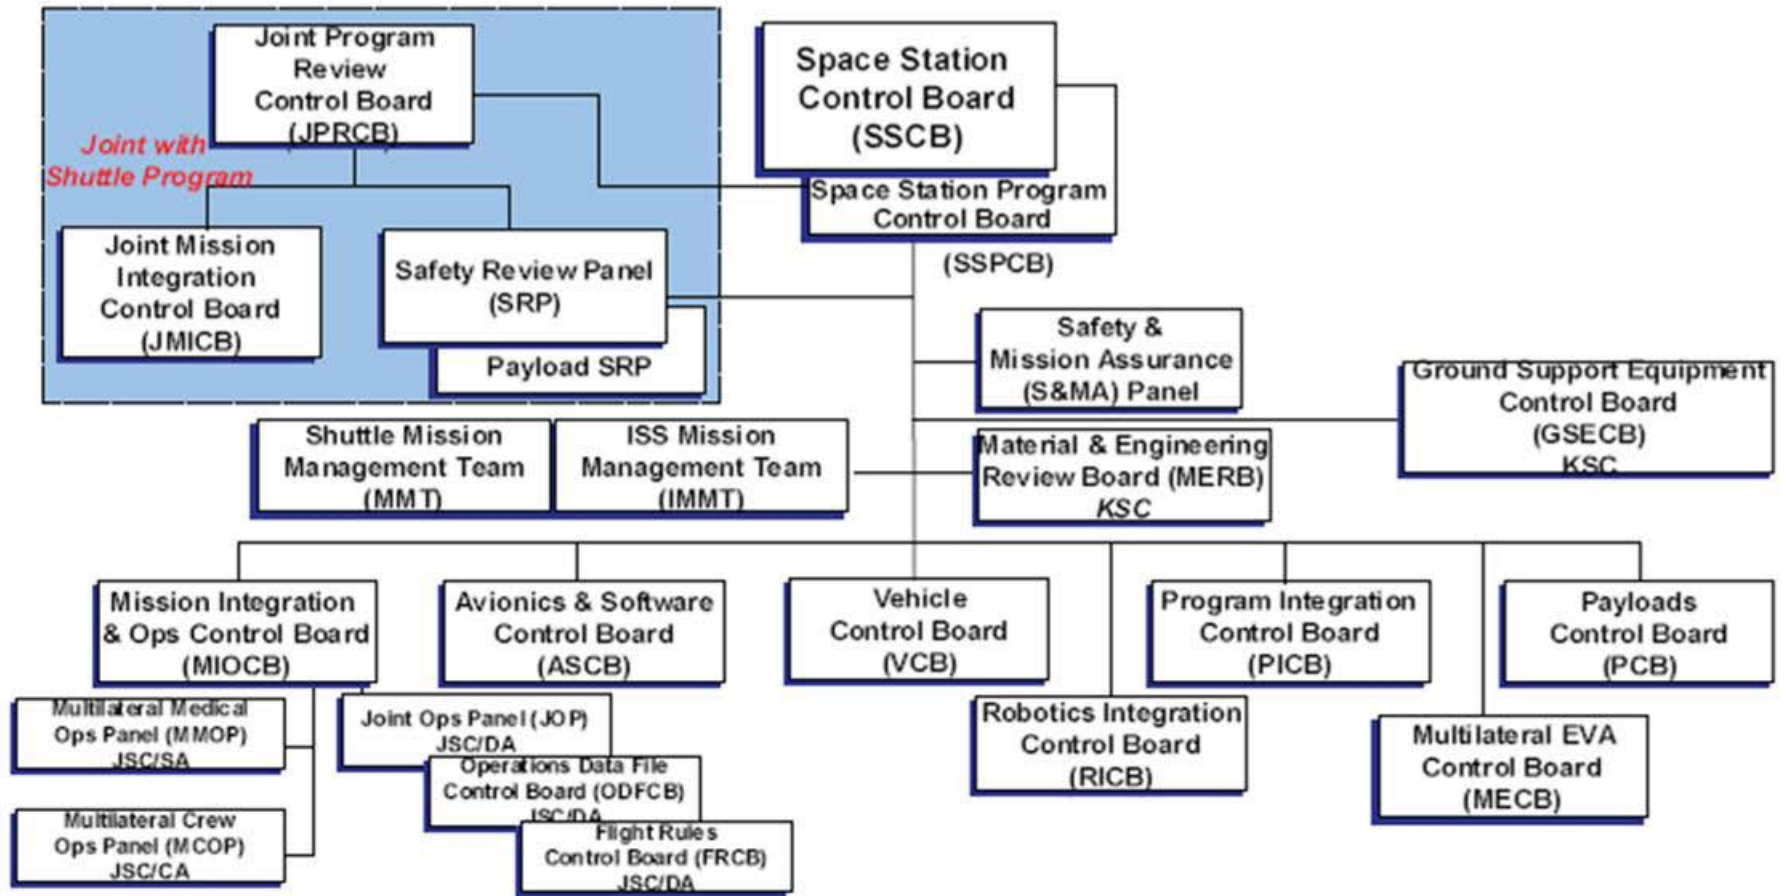 Joint Program
Review
Control Board
(JPRCB)
Joint with
Shuttle Program
Joint Mission
Integration
Control Board
(JMICB)
Safety Review Panel
(SRP)
Payload SRP
Space Station
Control Board
(SSCB)
Space Station Program
Control Board
(SSPCB)
Safety &
Mission Assurance
(S&MA) Panel
Ground Support Equipment
Control Board
(GSECB)
KSC
Shuttle Mission
Management Team
(MMT)
ISS Mission
Management Team
(IMMT)
Material & Engineering
Review Board (MERB)
KSC
Mission Integration
& Ops Control Board
(MIOCB)
Avionics & Software
Control Board
(ASCB)
Vehicle
Control Board
(VCB)
Program Integration
Control Board
(PICB)
Payloads
Control Board
(PCB)
Multilateral Medical
Ops Panel (MMOP)
JSC/SA
Joint Ops Panel (JOP)
JSC/DA
Operations Data File
Control Board (ODFCB)
JSC/DA
Flight Rules
Control Board (FRCB)
JSC/DA
Multilateral Crew
Ops Panel (MCOP)
JSC/CA
Robotics Integration
Control Board
(RICB)
Multilateral EVA
Control Board
(MECB)